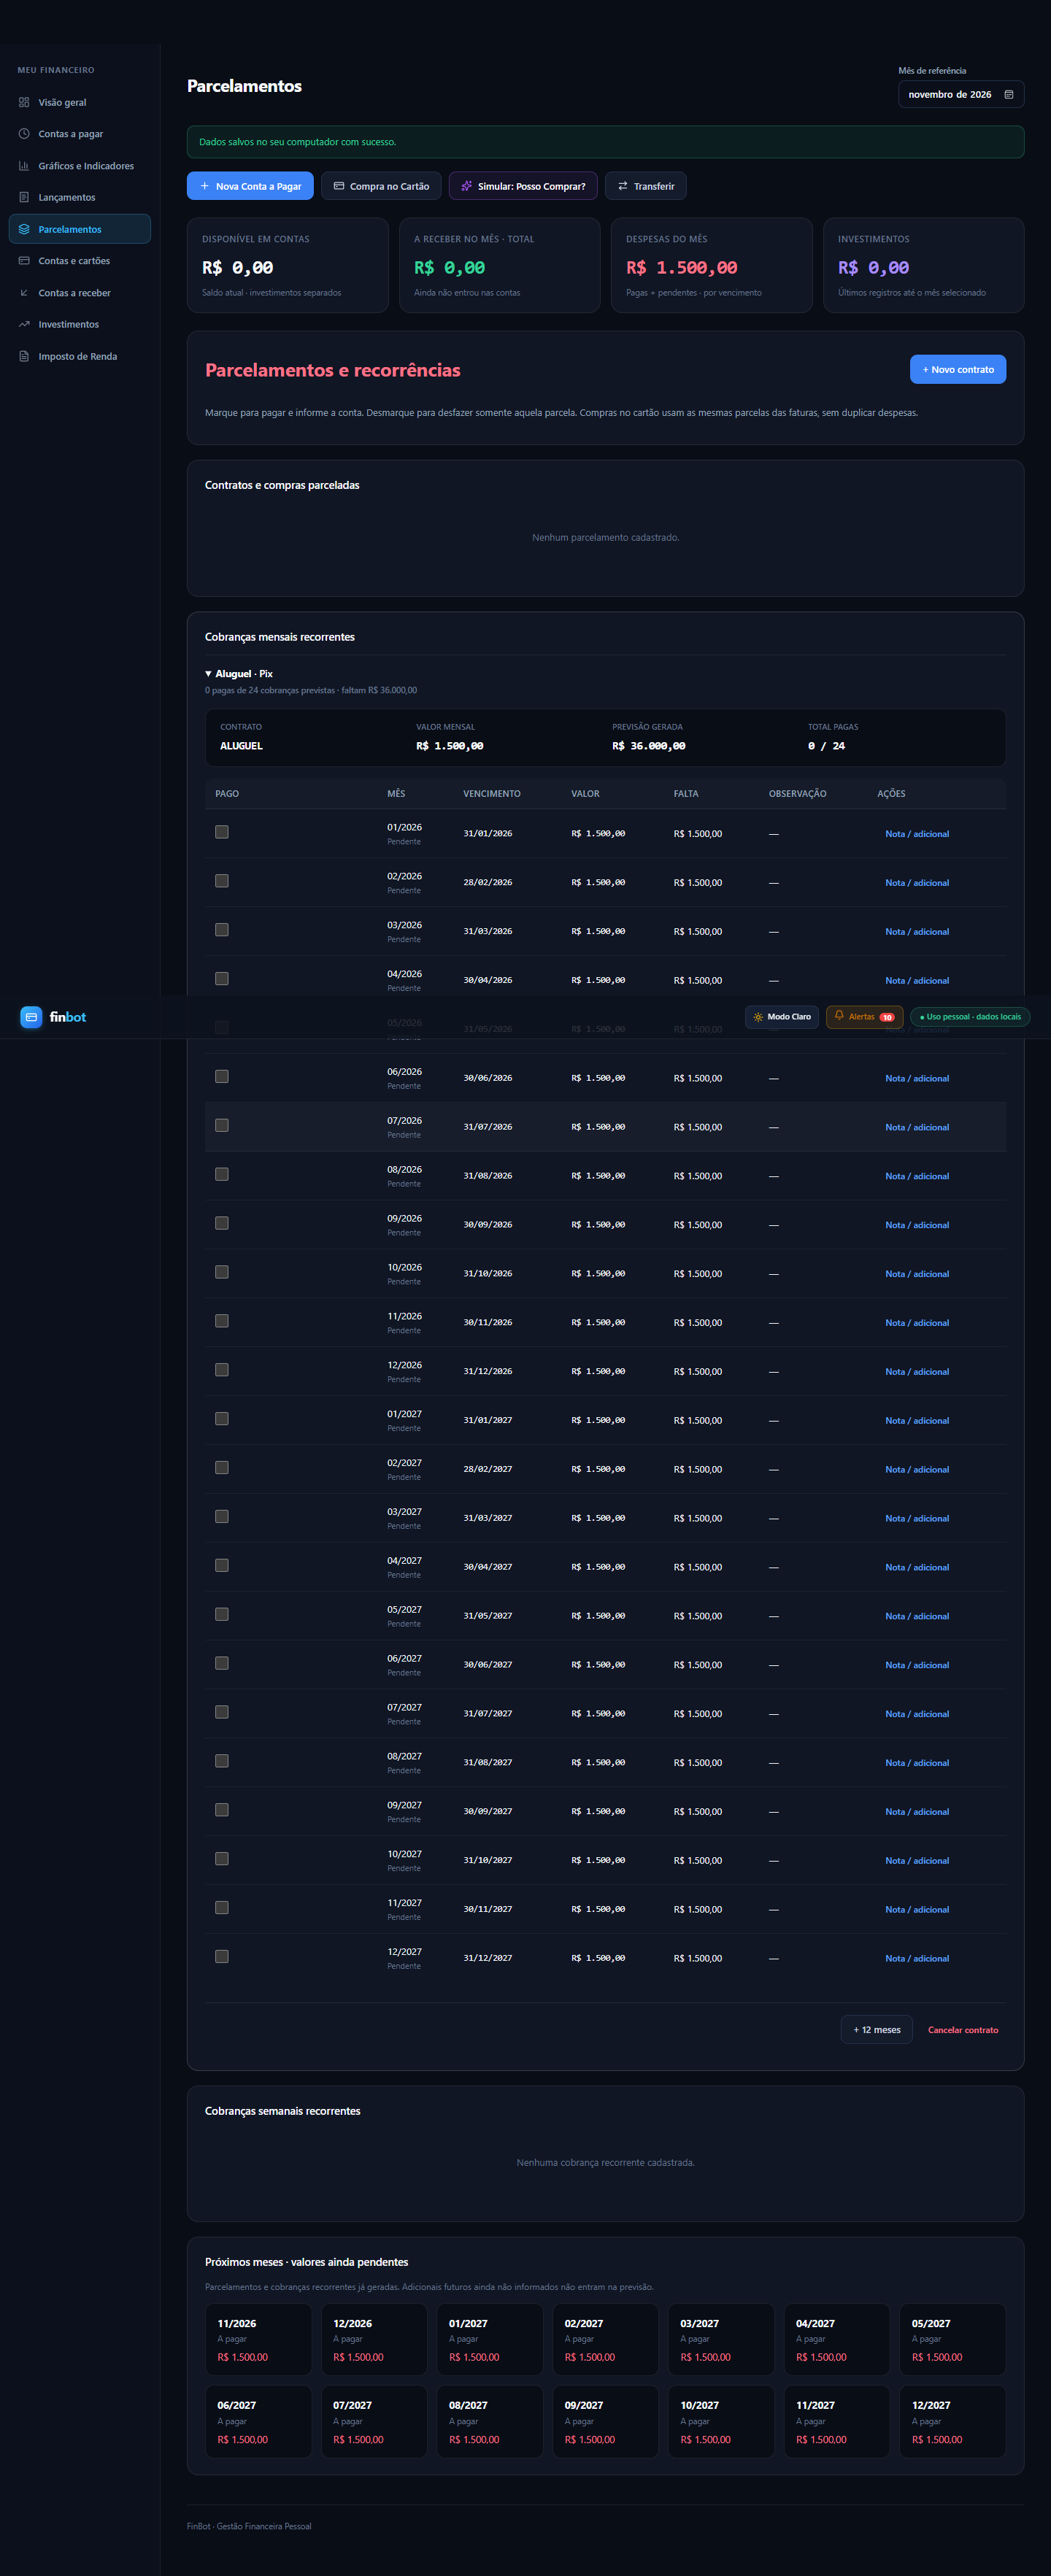 MEU FINANCEIRO
Visão geral
Contas a pagar
Gráficos e Indicadores
Lançamentos
Parcelamentos
Contas e cartões
Contas a receber
Investimentos
Imposto de Renda
Parcelamentos
Mês de referência
novembro de 2026
Dados salvos no seu computador com sucesso.
Nova Conta a Pagar
Compra no Cartão
Simular: Posso Comprar?
Transferir
DISPONÍVEL EM CONTAS
R$ 0,00
Saldo atual · investimentos separados
A RECEBER NO MÊS · TOTAL
R$ 0,00
Ainda não entrou nas contas
DESPESAS DO MÊS
R$ 1.500,00
Pagas + pendentes · por vencimento
INVESTIMENTOS
R$ 0,00
Últimos registros até o mês selecionado
Parcelamentos e recorrências
+ Novo contrato
Marque para pagar e informe a conta. Desmarque para desfazer somente aquela parcela. Compras no cartão usam as mesmas parcelas das faturas, sem duplicar despesas.
Contratos e compras parceladas
Nenhum parcelamento cadastrado.
Cobranças mensais recorrentes
▼ Aluguel · Pix
0 pagas de 24 cobranças previstas · faltam R$ 36.000,00
CONTRATO VALOR MENSAL PREVISÃO GERADA TOTAL PAGAS
ALUGUEL R$ 1.500,00 R$ 36.000,00 0 / 24
PAGO MÊS VENCIMENTO VALOR FALTA OBSERVAÇÃO AÇÕES
01/2026 31/01/2026 R$ 1.500,00 R$ 1.500,00 — Nota / adicional
Pendente
02/2026 28/02/2026 R$ 1.500,00 R$ 1.500,00 — Nota / adicional
Pendente
03/2026 31/03/2026 R$ 1.500,00 R$ 1.500,00 — Nota / adicional
Pendente
04/2026 30/04/2026 R$ 1.500,00 R$ 1.500,00 — Nota / adicional
Pendente
finbot Modo Claro Alertas 10 ● Uso pessoal · dados locais
05/2026 31/05/2026 R$ 1.500,00
06/2026 30/06/2026 R$ 1.500,00 R$ 1.500,00 — Nota / adicional
Pendente
07/2026 31/07/2026 R$ 1.500,00 R$ 1.500,00 — Nota / adicional
Pendente
08/2026 31/08/2026 R$ 1.500,00 R$ 1.500,00 — Nota / adicional
Pendente
09/2026 30/09/2026 R$ 1.500,00 R$ 1.500,00 — Nota / adicional
Pendente
10/2026 31/10/2026 R$ 1.500,00 R$ 1.500,00 — Nota / adicional
Pendente
11/2026 30/11/2026 R$ 1.500,00 R$ 1.500,00 — Nota / adicional
Pendente
12/2026 31/12/2026 R$ 1.500,00 R$ 1.500,00 — Nota / adicional
Pendente
01/2027 31/01/2027 R$ 1.500,00 R$ 1.500,00 — Nota / adicional
Pendente
02/2027 28/02/2027 R$ 1.500,00 R$ 1.500,00 — Nota / adicional
Pendente
03/2027 31/03/2027 R$ 1.500,00 R$ 1.500,00 — Nota / adicional
Pendente
04/2027 30/04/2027 R$ 1.500,00 R$ 1.500,00 — Nota / adicional
Pendente
05/2027 31/05/2027 R$ 1.500,00 R$ 1.500,00 — Nota / adicional
Pendente
06/2027 30/06/2027 R$ 1.500,00 R$ 1.500,00 — Nota / adicional
Pendente
07/2027 31/07/2027 R$ 1.500,00 R$ 1.500,00 — Nota / adicional
Pendente
08/2027 31/08/2027 R$ 1.500,00 R$ 1.500,00 — Nota / adicional
Pendente
09/2027 30/09/2027 R$ 1.500,00 R$ 1.500,00 — Nota / adicional
Pendente
10/2027 31/10/2027 R$ 1.500,00 R$ 1.500,00 — Nota / adicional
Pendente
11/2027 30/11/2027 R$ 1.500,00 R$ 1.500,00 — Nota / adicional
Pendente
12/2027 31/12/2027 R$ 1.500,00 R$ 1.500,00 — Nota / adicional
Pendente
+ 12 meses Cancelar contrato
Cobranças semanais recorrentes
Nenhuma cobrança recorrente cadastrada.
Próximos meses · valores ainda pendentes
Parcelamentos e cobranças recorrentes já geradas. Adicionais futuros ainda não informados não entram na previsão.
11/2026 12/2026 01/2027 02/2027 03/2027 04/2027 05/2027
A pagar A pagar A pagar A pagar A pagar A pagar A pagar
R$ 1.500,00 R$ 1.500,00 R$ 1.500,00 R$ 1.500,00 R$ 1.500,00 R$ 1.500,00 R$ 1.500,00
06/2027 07/2027 08/2027 09/2027 10/2027 11/2027 12/2027
A pagar A pagar A pagar A pagar A pagar A pagar A pagar
R$ 1.500,00 R$ 1.500,00 R$ 1.500,00 R$ 1.500,00 R$ 1.500,00 R$ 1.500,00 R$ 1.500,00
FinBot · Gestão Financeira Pessoal